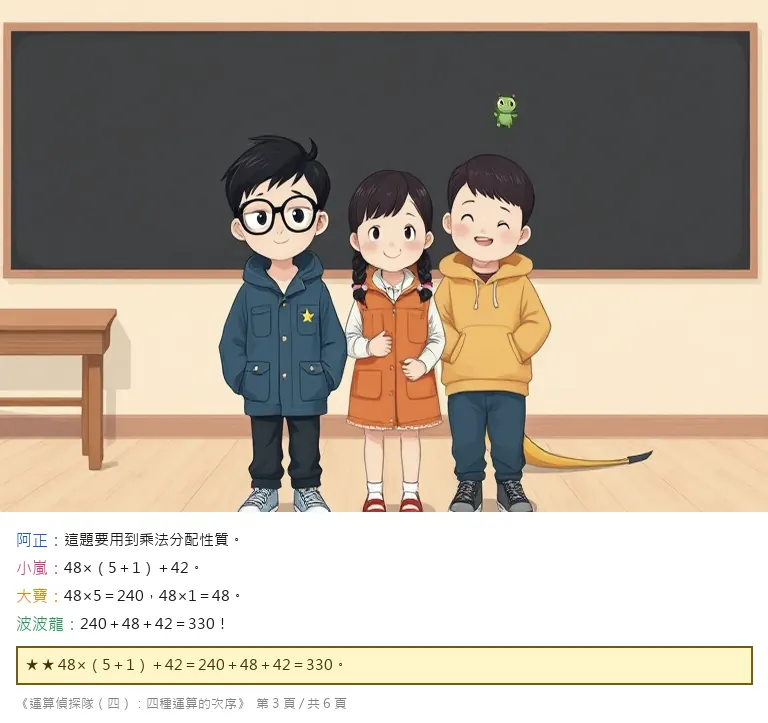 阿正：這題要用到乘法分配性質。
小嵐：48×（5＋1）＋42。
大寶：48×5＝240，48×1＝48。
波波龍：240＋48＋42＝330！
★★48×（5＋1）＋42＝240＋48＋42＝330。
《運算偵探隊（四）：四種運算的次序》 第 3 頁 / 共 6 頁